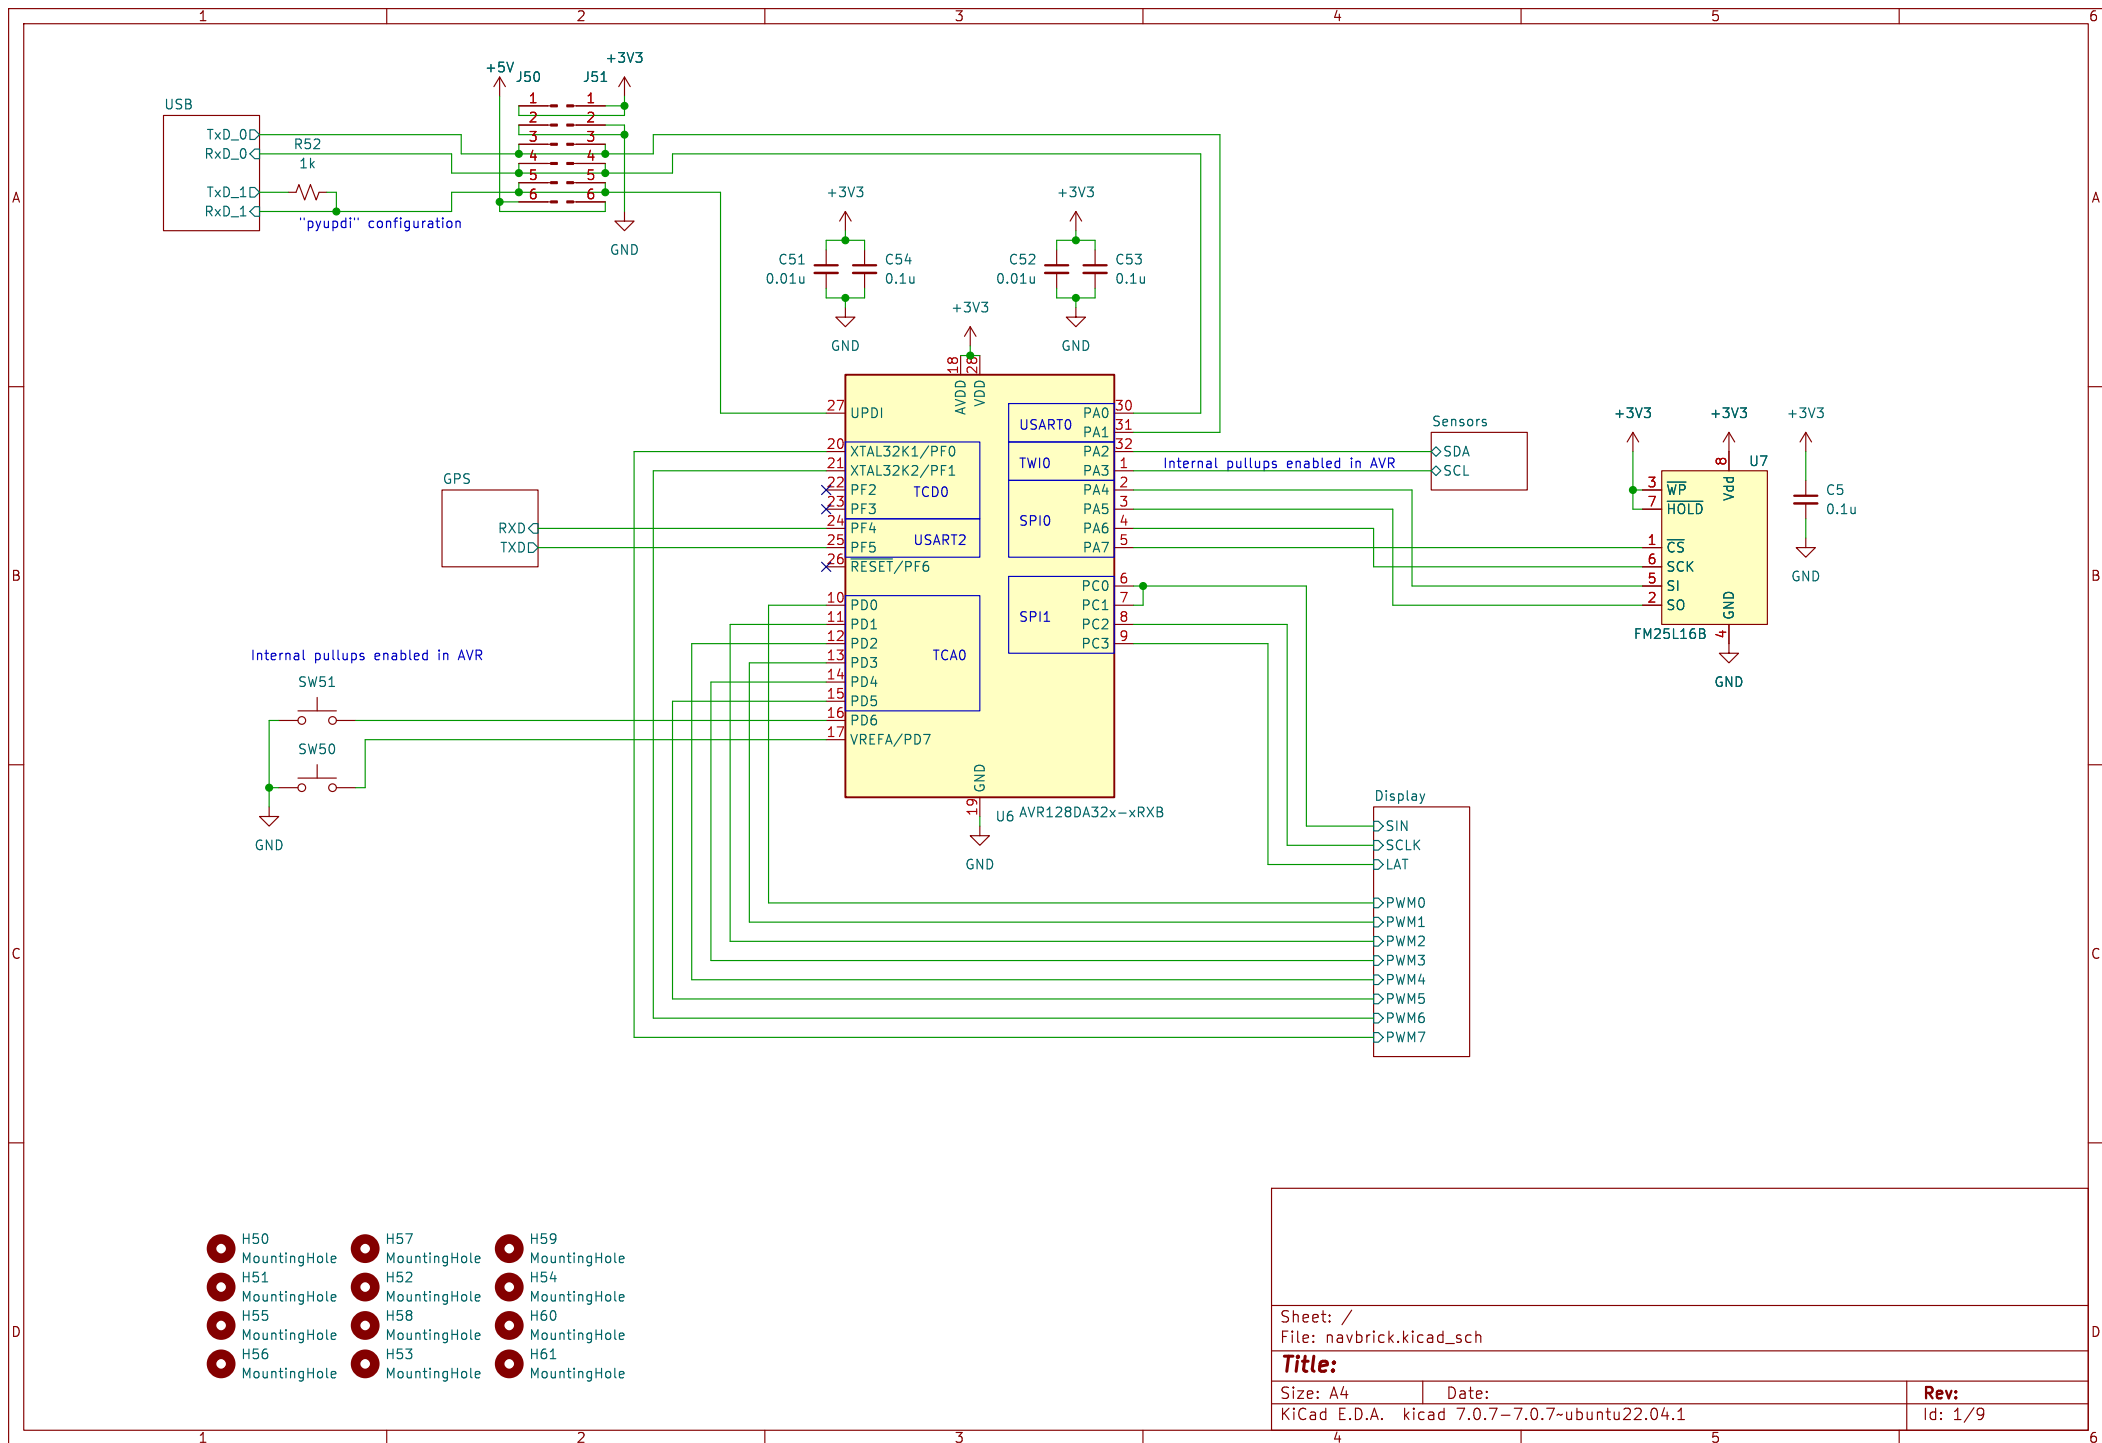 1 2 3 4 5 6
A
B
C
D
A
B
C
D
1 2 3 4 5 6
USB
TxD_0
RxD_0
TxD_1
RxD_1
R52
1k
"pyupdi" configuration
+5V
J50
J51
+3V3
1 1
2 2
3 3
4 4
5 5
6 6
GND
+3V3
C51
0.01u
C54
0.1u
GND
+3V3
C52
0.01u
C53
0.1u
GND
+3V3
18 28
AVDD VDD
27 UPDI
20 XTAL32K1/PF0
21 XTAL32K2/PF1
22 PF2
23 PF3
24 PF4
25 PF5
26 RESET/PF6
10 PD0
11 PD1
12 PD2
13 PD3
14 PD4
15 PD5
16 PD6
17 VREFA/PD7
TCD0
USART2
TCA0
USART0
TWI0
SPI0
SPI1
PA0 30
PA1 31
PA2 32
PA3 1
PA4 2
PA5 3
PA6 4
PA7 5
PC0 6
PC1 7
PC2 8
PC3 9
GND
19
U6 AVR128DA32x-xRXB
GND
GPS
RXD
TXD
Internal pullups enabled in AVR
SW51
SW50
GND
Internal pullups enabled in AVR
Sensors
SDA
SCL
+3V3
+3V3
+3V3
U7
8
Vdd
3 WP
7 HOLD
1 CS
6 SCK
5 SI
2 SO
GND
4
FM25L16B
GND
C5
0.1u
GND
Display
SIN
SCLK
LAT
PWM0
PWM1
PWM2
PWM3
PWM4
PWM5
PWM6
PWM7
H50
MountingHole
H51
MountingHole
H55
MountingHole
H56
MountingHole
H57
MountingHole
H52
MountingHole
H58
MountingHole
H53
MountingHole
H59
MountingHole
H54
MountingHole
H60
MountingHole
H61
MountingHole
Sheet: /
File: navbrick.kicad_sch
Title:
Size: A4 Date: Rev:
KiCad E.D.A. kicad 7.0.7-7.0.7~ubuntu22.04.1 Id: 1/9